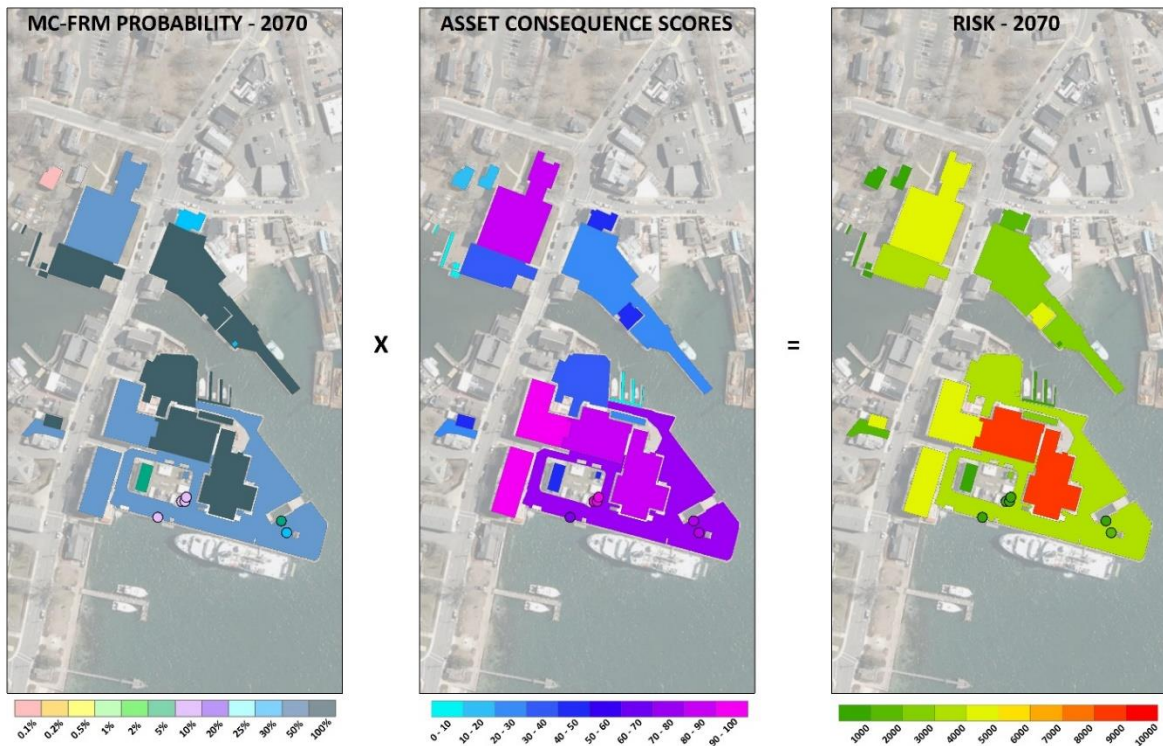 MC-FRM PROBABILITY - 2070
ASSET CONSEQUENCE SCORES
RISK - 2070
X
=
0.1%
0.2%
0.5%
1%
2%
5%
10%
20%
25%
30%
50%
100%
0 - 10
10 - 20
20 - 30
30 - 40
40 - 50
50 - 60
60 - 70
70 - 80
80 - 90
90 - 100
1000
2000
3000
4000
5000
6000
7000
8000
9000
10000